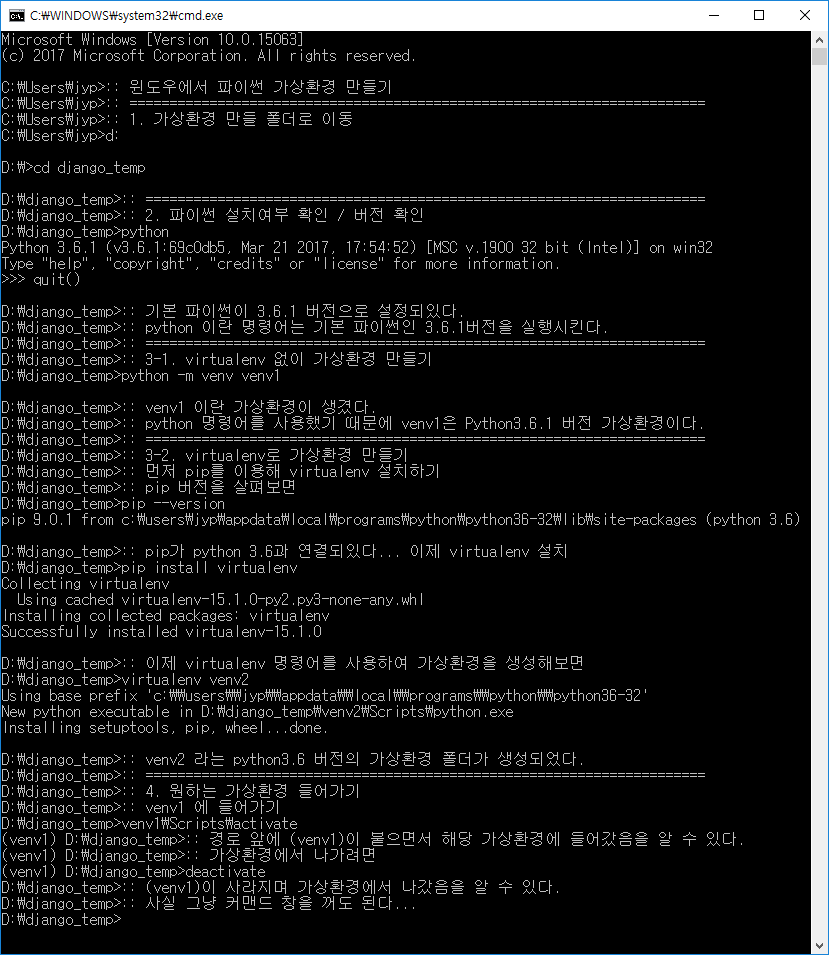 C:₩WINDOWS₩system32₩cmd.exe
Microsoft Windows [Version 10.0.15063]
(c) 2017 Microsoft Corporation. All rights reserved.
C:₩Users₩jyp>:: 윈도우에서 파이썬 가상환경 만들기
C:₩Users₩jyp>:: ========================================================================
C:₩Users₩jyp>:: 1. 가상환경 만들 폴더로 이동
C:₩Users₩jyp>d:
D:₩>cd django_temp
D:₩django_temp>:: ======================================================================
D:₩django_temp>:: 2. 파이썬 설치여부 확인 / 버전 확인
D:₩django_temp>python
Python 3.6.1 (v3.6.1:69c0db5, Mar 21 2017, 17:54:52) [MSC v.1900 32 bit (Intel)] on win32
Type "help", "copyright", "credits" or "license" for more information.
>>> quit()
D:₩django_temp>:: 기본 파이썬이 3.6.1 버전으로 설정되있다.
D:₩django_temp>:: python 이란 명령어는 기본 파이썬인 3.6.1버전을 실행시킨다.
D:₩django_temp>:: ======================================================================
D:₩django_temp>:: 3-1. virtualenv 없이 가상환경 만들기
D:₩django_temp>python -m venv venv1
D:₩django_temp>:: venv1 이란 가상환경이 생겼다.
D:₩django_temp>:: python 명령어를 사용했기 때문에 venv1은 Python3.6.1 버전 가상환경이다.
D:₩django_temp>:: ======================================================================
D:₩django_temp>:: 3-2. virtualenv로 가상환경 만들기
D:₩django_temp>:: 먼저 pip를 이용해 virtualenv 설치하기
D:₩django_temp>:: pip 버전을 살펴보면
D:₩django_temp>pip --version
pip 9.0.1 from c:₩users₩jyp₩appdata₩local₩programs₩python₩python36-32₩lib₩site-packages (python 3.6)
D:₩django_temp>:: pip가 python 3.6과 연결되있다... 이제 virtualenv 설치
D:₩django_temp>pip install virtualenv
Collecting virtualenv
  Using cached virtualenv-15.1.0-py2.py3-none-any.whl
Installing collected packages: virtualenv
Successfully installed virtualenv-15.1.0
D:₩django_temp>:: 이제 virtualenv 명령어를 사용하여 가상환경을 생성해보면
D:₩django_temp>virtualenv venv2
Using base prefix 'c:₩₩users₩₩jyp₩₩appdata₩₩local₩₩programs₩₩python₩₩python36-32'
New python executable in D:₩django_temp₩venv2₩Scripts₩python.exe
Installing setuptools, pip, wheel...done.
D:₩django_temp>:: venv2 라는 python3.6 버전의 가상환경 폴더가 생성되었다.
D:₩django_temp>:: ======================================================================
D:₩django_temp>:: 4. 원하는 가상환경 들어가기
D:₩django_temp>:: venv1 에 들어가기
D:₩django_temp>venv1₩Scripts₩activate
(venv1) D:₩django_temp>:: 경로 앞에 (venv1)이 붙으면서 해당 가상환경에 들어갔음을 알 수 있다.
(venv1) D:₩django_temp>:: 가상환경에서 나가려면
(venv1) D:₩django_temp>deactivate
D:₩django_temp>:: (venv1)이 사라지며 가상환경에서 나갔음을 알 수 있다.
D:₩django_temp>:: 사실 그냥 커맨드 창을 꺼도 된다...
D:₩django_temp>